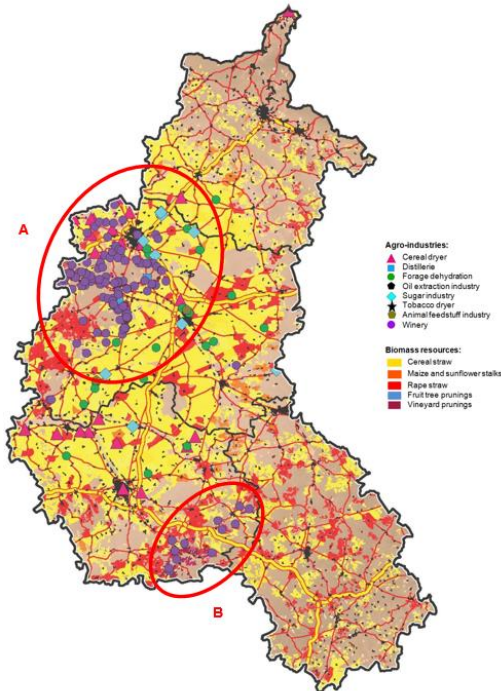 A
Agro-industries:
Cereal dryer
Distillerie
Forage dehydration
Oil extraction industry
Sugar industry
Tobacco dryer
Animal feedstuff industry
Winery
Biomass resources:
Cereal straw
Maize and sunflower stalks
Rape straw
Fruit tree prunings
Vineyard prunings
B